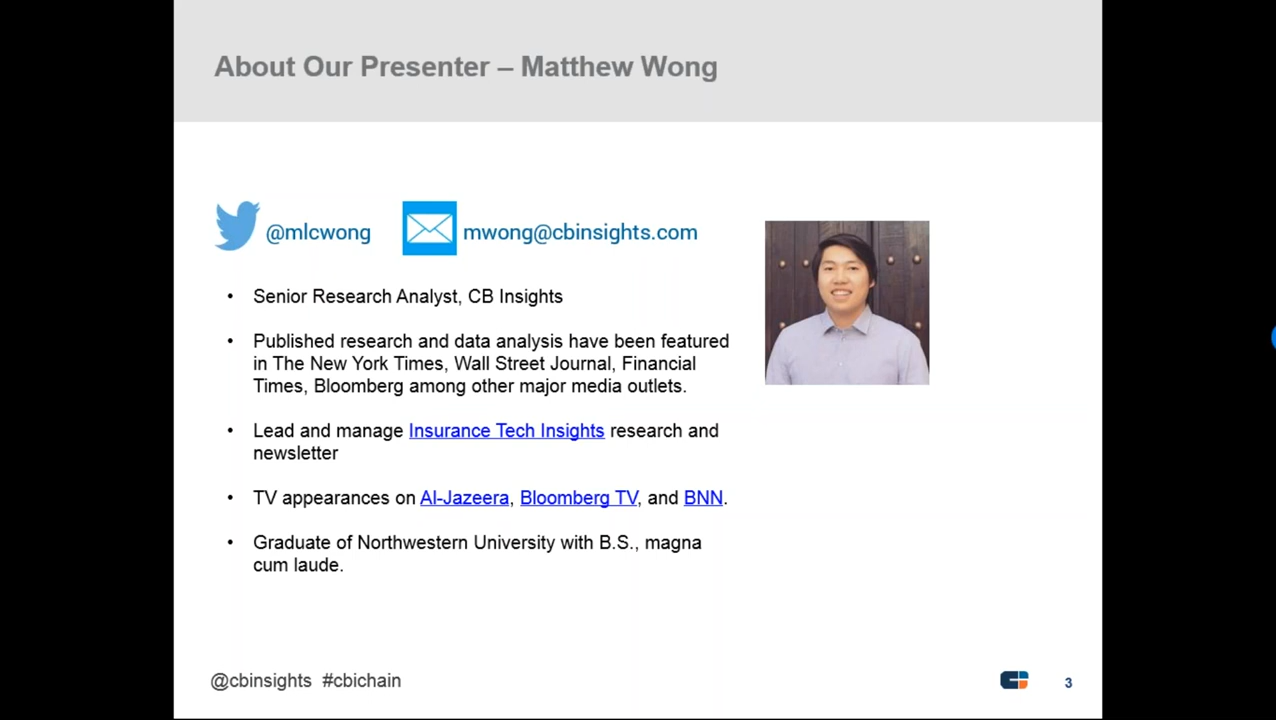 About Our Presenter – Matthew Wong
@mlcwong
mwong@cbinsights.com
• Senior Research Analyst, CB Insights
• Published research and data analysis have been featured
in The New York Times, Wall Street Journal, Financial
Times, Bloomberg among other major media outlets.
• Lead and manage Insurance Tech Insights research and
newsletter
• TV appearances on Al-Jazeera, Bloomberg TV, and BNN.
• Graduate of Northwestern University with B.S., magna
cum laude.
@cbinsights #cbichain
3